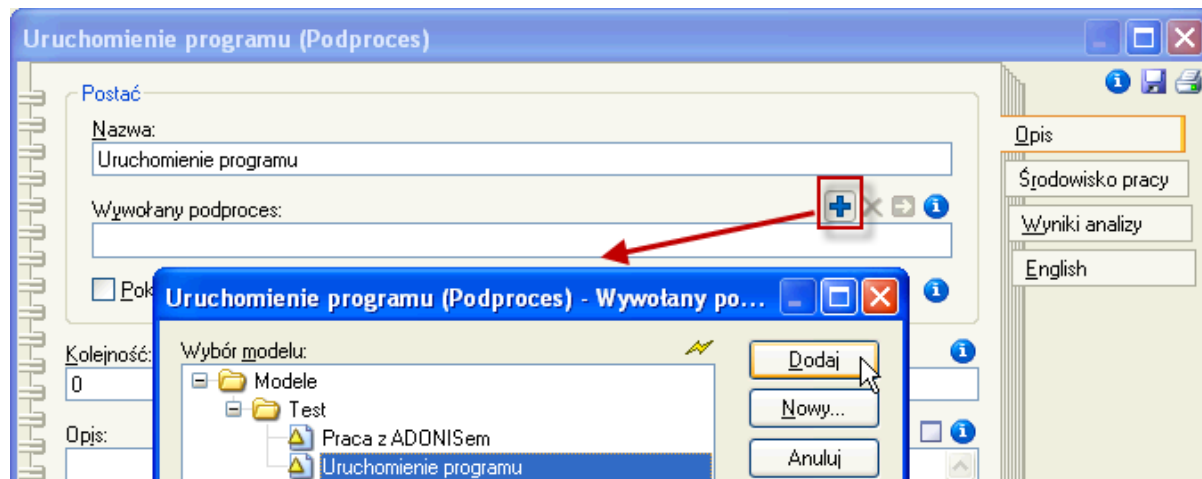 Uruchomienie programu (Podproces)
Postać
Nazwa:
Uruchomienie programu
Wywołany podproces:
Pok
Uruchomienie programu (Podproces) - Wywołany po...
Kolejność:
0
Wybór modelu:
Modele
Test
Praca z ADONISem
Uruchomienie programu
Dodaj
Nowy...
Anuluj
Opis:
Opis
Środowisko pracy
Wyniki analizy
English